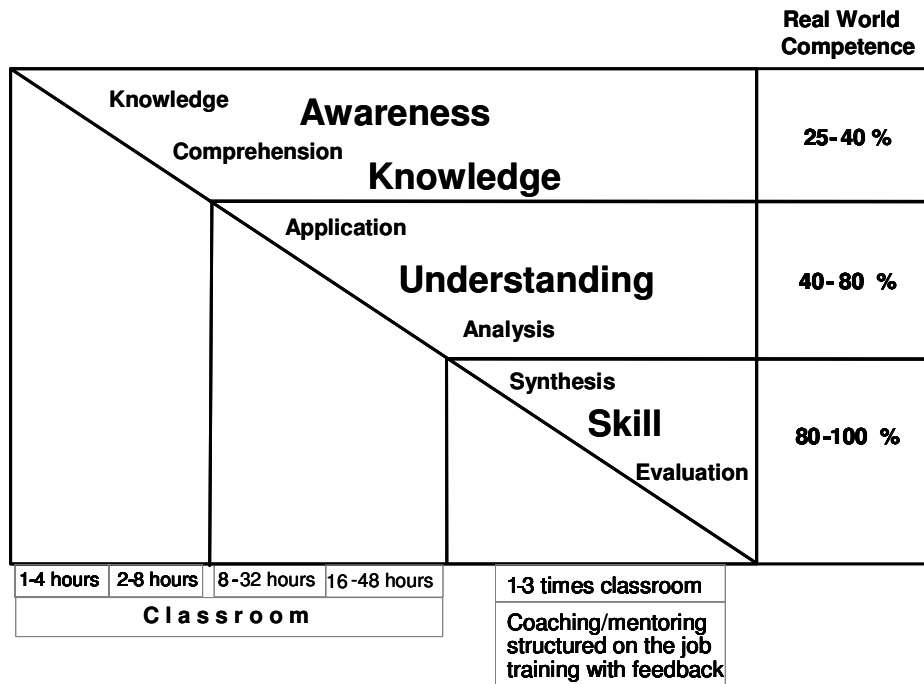 Real World
Competence
Knowledge
Awareness
25-40 %
Comprehension
Knowledge
Application
Understanding
40-80 %
Analysis
Synthesis
Skill
80-100 %
Evaluation
1-4 hours 2-8 hours 8-32 hours 16-48 hours
Classroom
1-3 times classroom
Coaching/mentoring
structured on the job
training with feedback